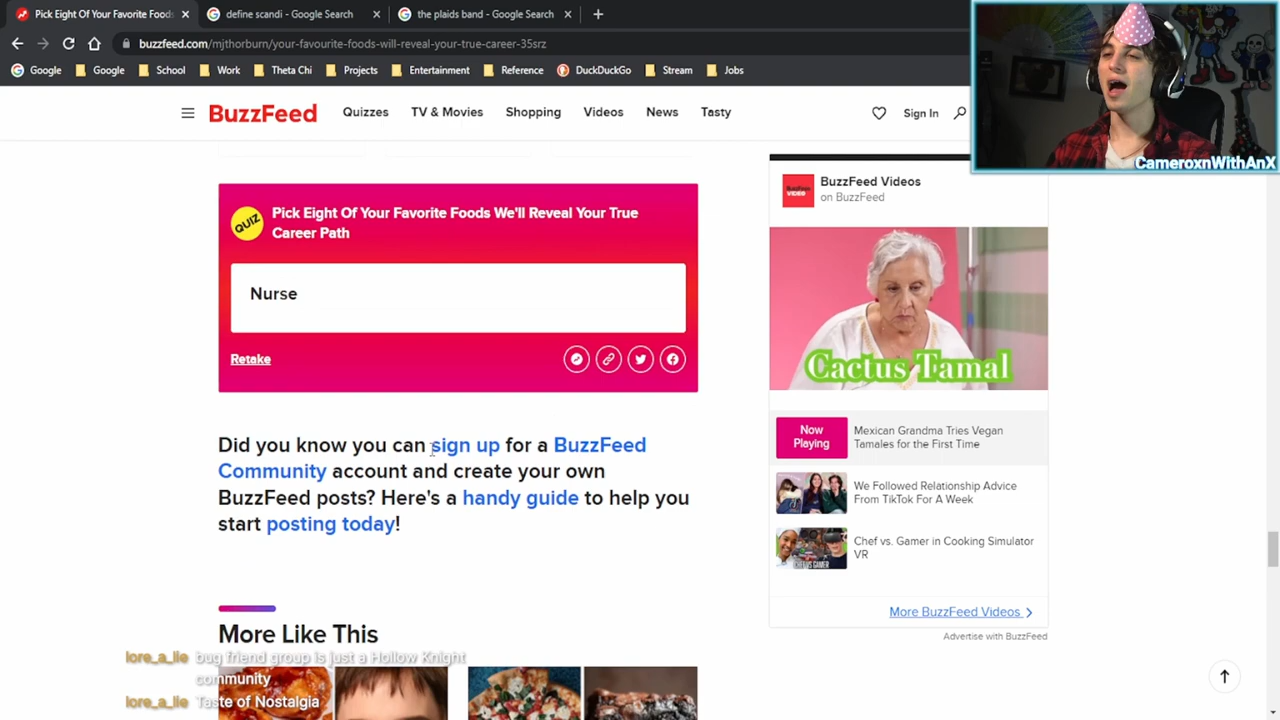 Pick Eight Of Your Favorite Foods
define scandi - Google Search
the plaids band - Google Search
buzzfeed.com/mjthorburn/your-favourite-foods-will-reveal-your-true-career-35srz
Google
Google
School
Work
Theta Chi
Projects
Entertainment
Reference
DuckDuckGo
Stream
Jobs
CameroxnWithAnX
BuzzFeed
Quizzes
TV & Movies
Shopping
Videos
News
Tasty
Sign In
QUIZ
Pick Eight Of Your Favorite Foods We'll Reveal Your True
Career Path
Nurse
Retake
Did you know you can sign up for a BuzzFeed
Community account and create your own
BuzzFeed posts? Here's a handy guide to help you
start posting today!
More Like This
lore_a_lie bug friend group is just a Hollow Knight
community
lore_a_lie Taste of Nostalgia
BuzzFeed Videos
on BuzzFeed
Cactus Tamal
Now
Playing
Mexican Grandma Tries Vegan
Tamales for the First Time
We Followed Relationship Advice
From TikTok For A Week
Chef vs. Gamer in Cooking Simulator
VR
More BuzzFeed Videos
Advertise with BuzzFeed